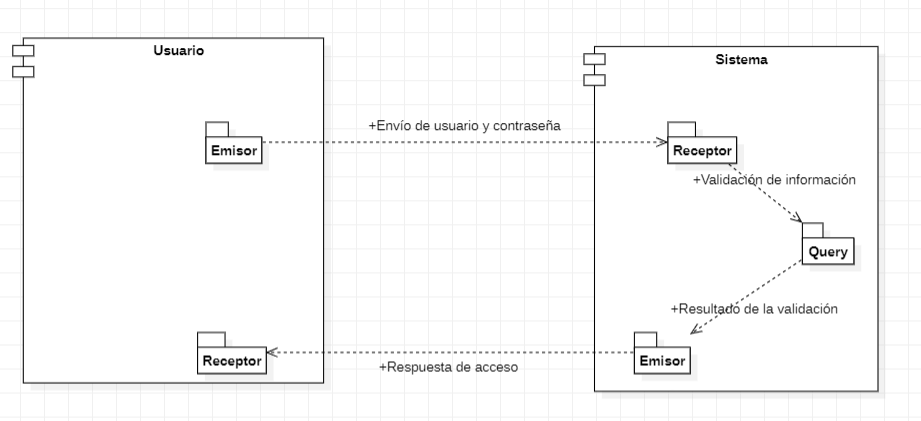 Usuario
Sistema
+Envío de usuario y contraseña
Emisor
Receptor
+Validación de información
Query
+Resultado de la validación
Receptor
Emisor
+Respuesta de acceso